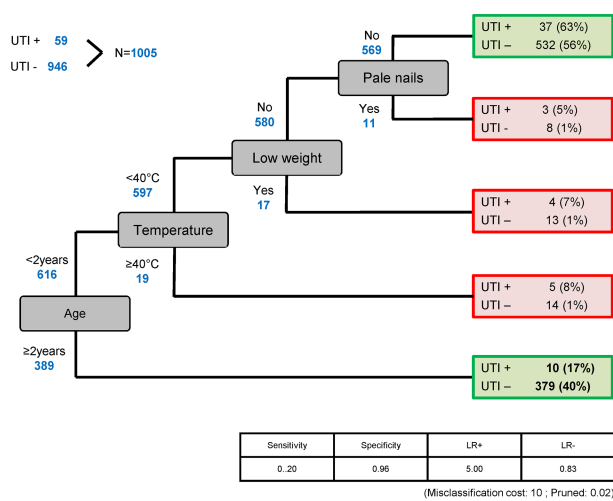 UTI + 59
UTI - 946
N=1005
No
569
UTI + 37 (63%)
UTI – 532 (56%)
Pale nails
Yes
11
UTI + 3 (5%)
UTI - 8 (1%)
No
580
Low weight
Yes
17
UTI + 4 (7%)
UTI – 13 (1%)
<40°C
597
Temperature
≥40°C
19
UTI + 5 (8%)
UTI – 14 (1%)
<2years
616
Age
≥2years
389
UTI + 10 (17%)
UTI – 379 (40%)
Sensitivity Specificity LR+ LR-
0..20 0.96 5.00 0.83
(Misclassification cost: 10 ; Pruned: 0.02)